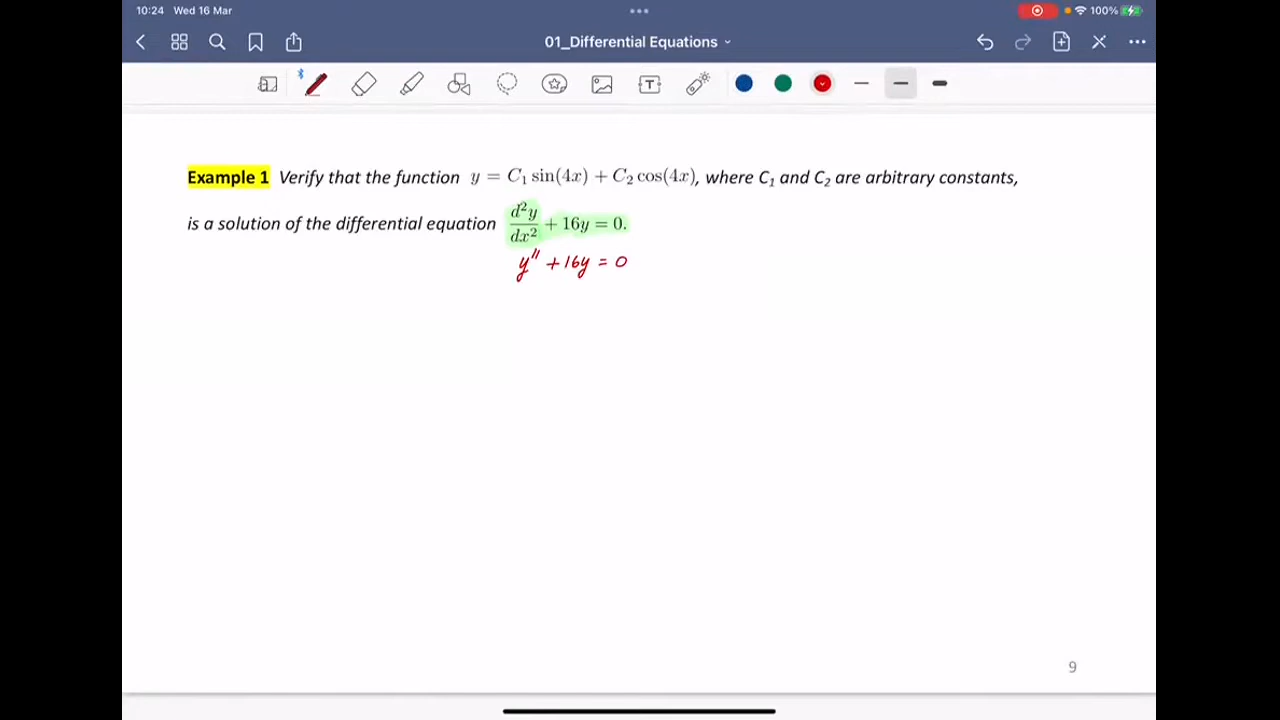 10:24 Wed 16 Mar
100%
01_Differential Equations
T
Example 1 Verify that the function y = C₁ sin(4x) + C₂ cos(4x), where C₁ and C₂ are arbitrary constants,
is a solution of the differential equation d²y/dx² + 16y = 0.
y'' + 16y = 0
9